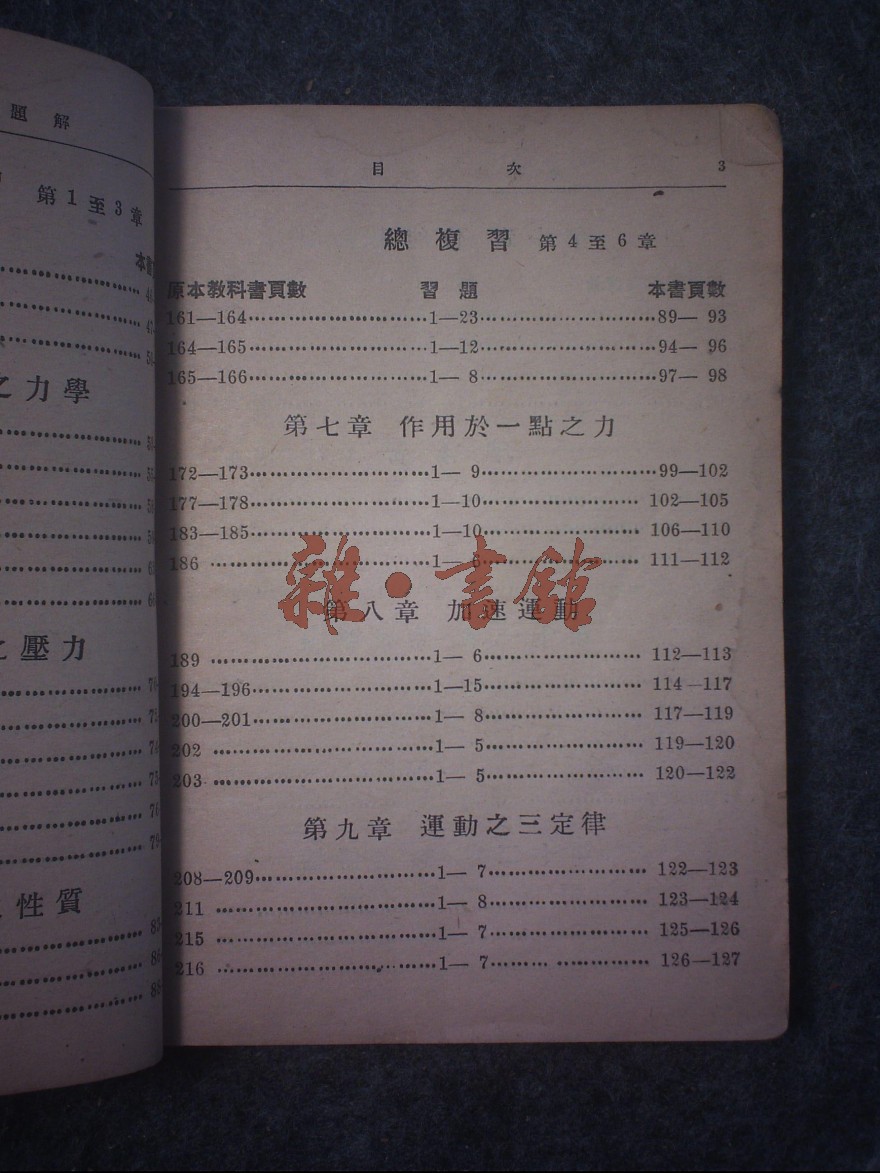 題解
第1至3章
之力學
壓力
性質
目次 3
總複習 第4至6章
原本教科書頁數 習題 本書頁數
161—164………………………1—23………………………89— 93
164—165………………………1—12………………………94— 96
165—166………………………1— 8………………………97— 98
第七章 作用於一點之力
172—173………………………1— 9………………………99—102
177—178………………………1—10……………………102—105
183—185………………………1—10……………………106—110
186 ……………………………1— 6……………………111—112
第八章 加速運動
189 ……………………………1— 6……………………112—113
194—196………………………1—15……………………114—117
200—201………………………1— 8……………………117—119
202 ……………………………1— 5……………………119—120
203 ……………………………1— 5……………………120—122
第九章 運動之三定律
208—209………………………1— 7……………………122—123
211 ……………………………1— 8……………………123—124
215 ……………………………1— 7……………………125—126
216 ……………………………1— 7……………………126—127
雜·書館